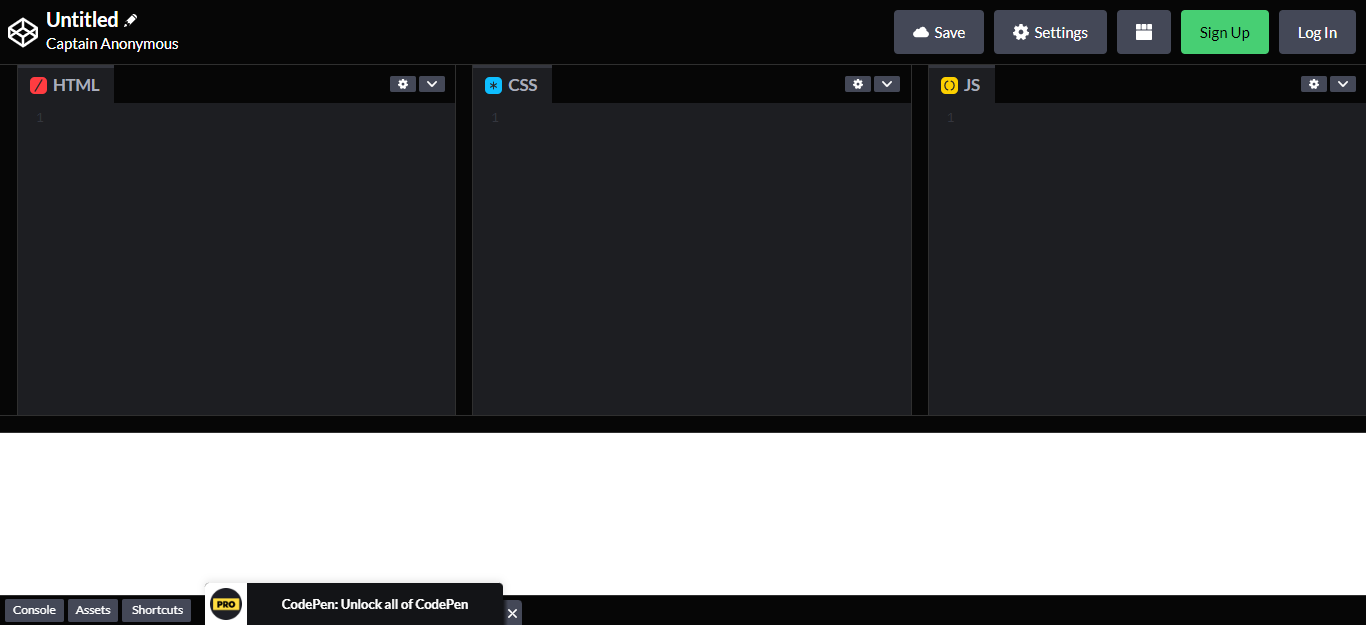 Untitled
Captain Anonymous
Save
Settings
Sign Up
Log In
HTML
CSS
JS
1
1
1
Console
Assets
Shortcuts
PRO
CodePen: Unlock all of CodePen